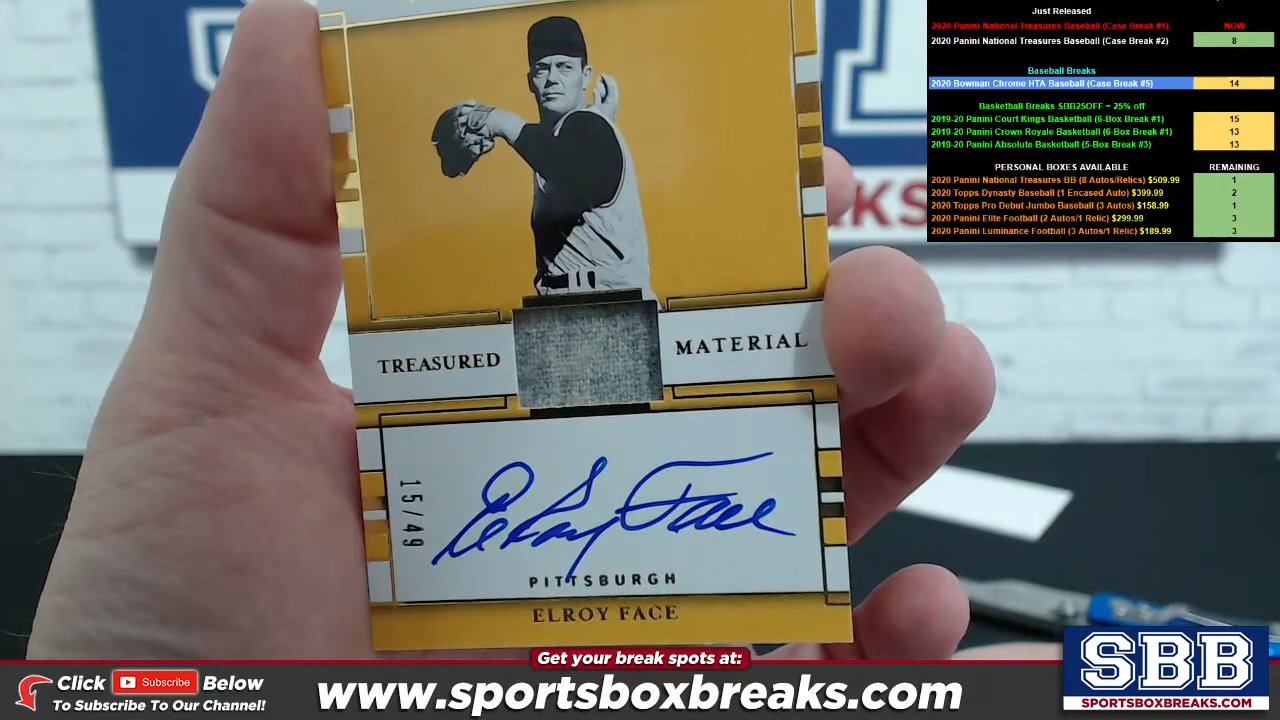 Just Released
2020 Panini National Treasures Baseball (Case Break #1) NOW
2020 Panini National Treasures Baseball (Case Break #2) 8
Baseball Breaks
2020 Bowman Chrome HTA Baseball (Case Break #5) 14
Basketball Breaks SBB25OFF = 25% off
2019-20 Panini Court Kings Basketball (6-Box Break #1) 15
2019-20 Panini Crown Royale Basketball (6-Box Break #1) 13
2019-20 Panini Absolute Basketball (5-Box Break #3) 13
PERSONAL BOXES AVAILABLE REMAINING
2020 Panini National Treasures BB (8 Autos/Relics) $509.99 1
2020 Topps Dynasty Baseball (1 Encased Auto) $399.99 2
2020 Topps Pro Debut Jumbo Baseball (3 Autos) $158.99 1
2020 Panini Elite Football (2 Autos/1 Relic) $299.99 3
2020 Panini Luminance Football (3 Autos/1 Relic) $189.99 3
TREASURED MATERIAL
15/49
ElRoy Face
PITTSBURGH
ELROY FACE
Get your break spots at:
Click Subscribe Below
To Subscribe To Our Channel!
www.sportsboxbreaks.com
SBB
SPORTSBOXBREAKS.COM